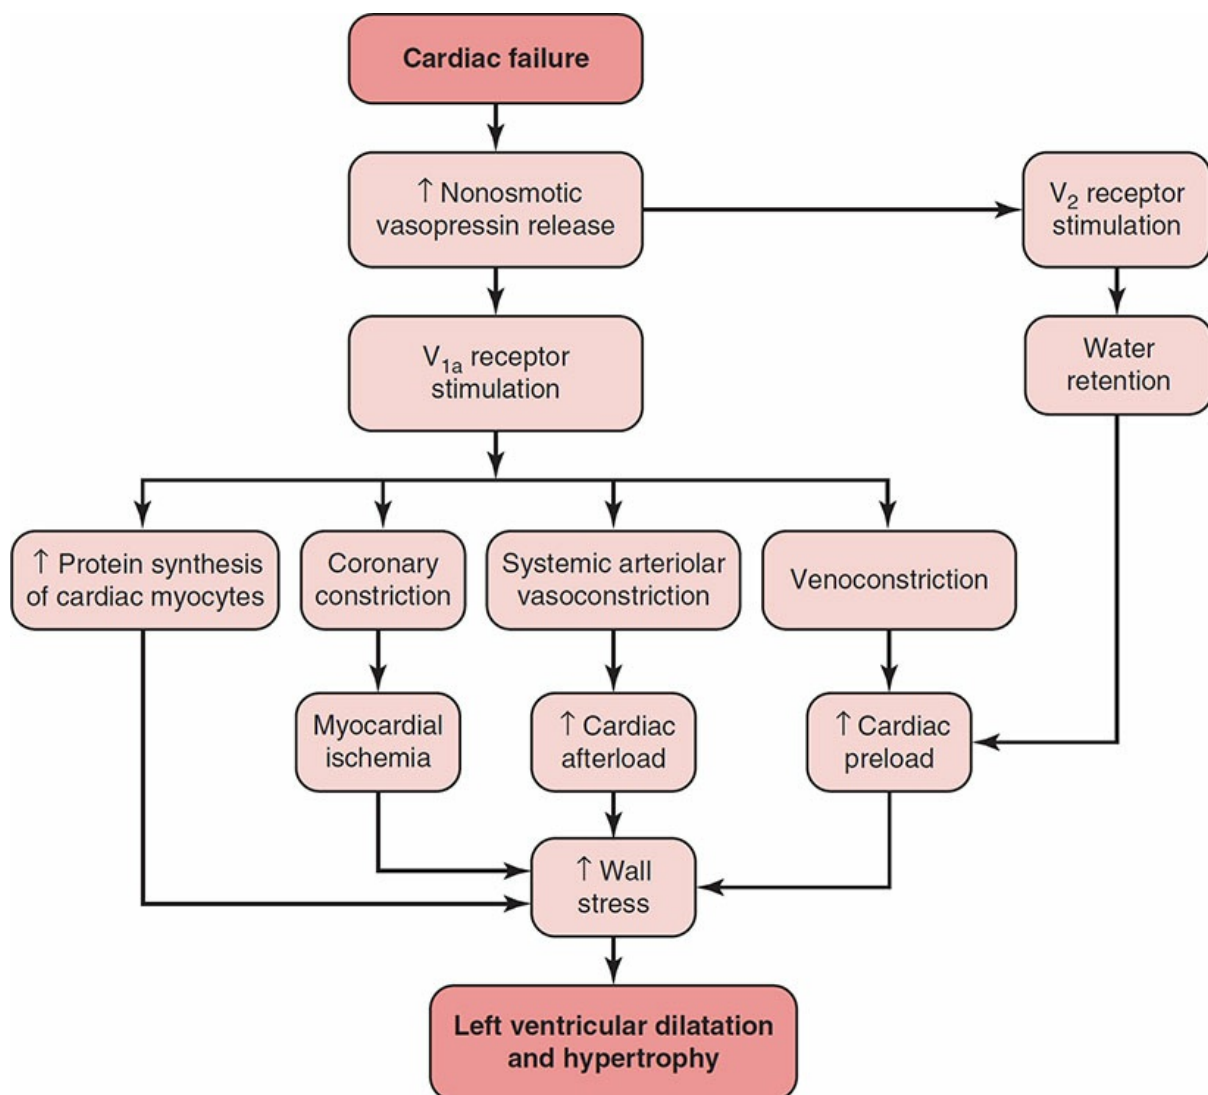 Cardiac failure
↑ Nonosmotic
vasopressin release
V₂ receptor
stimulation
V₁ₐ receptor
stimulation
Water
retention
↑ Protein synthesis
of cardiac myocytes
Coronary
constriction
Systemic arteriolar
vasoconstriction
Venoconstriction
Myocardial
ischemia
↑ Cardiac
afterload
↑ Cardiac
preload
↑ Wall
stress
Left ventricular dilatation
and hypertrophy